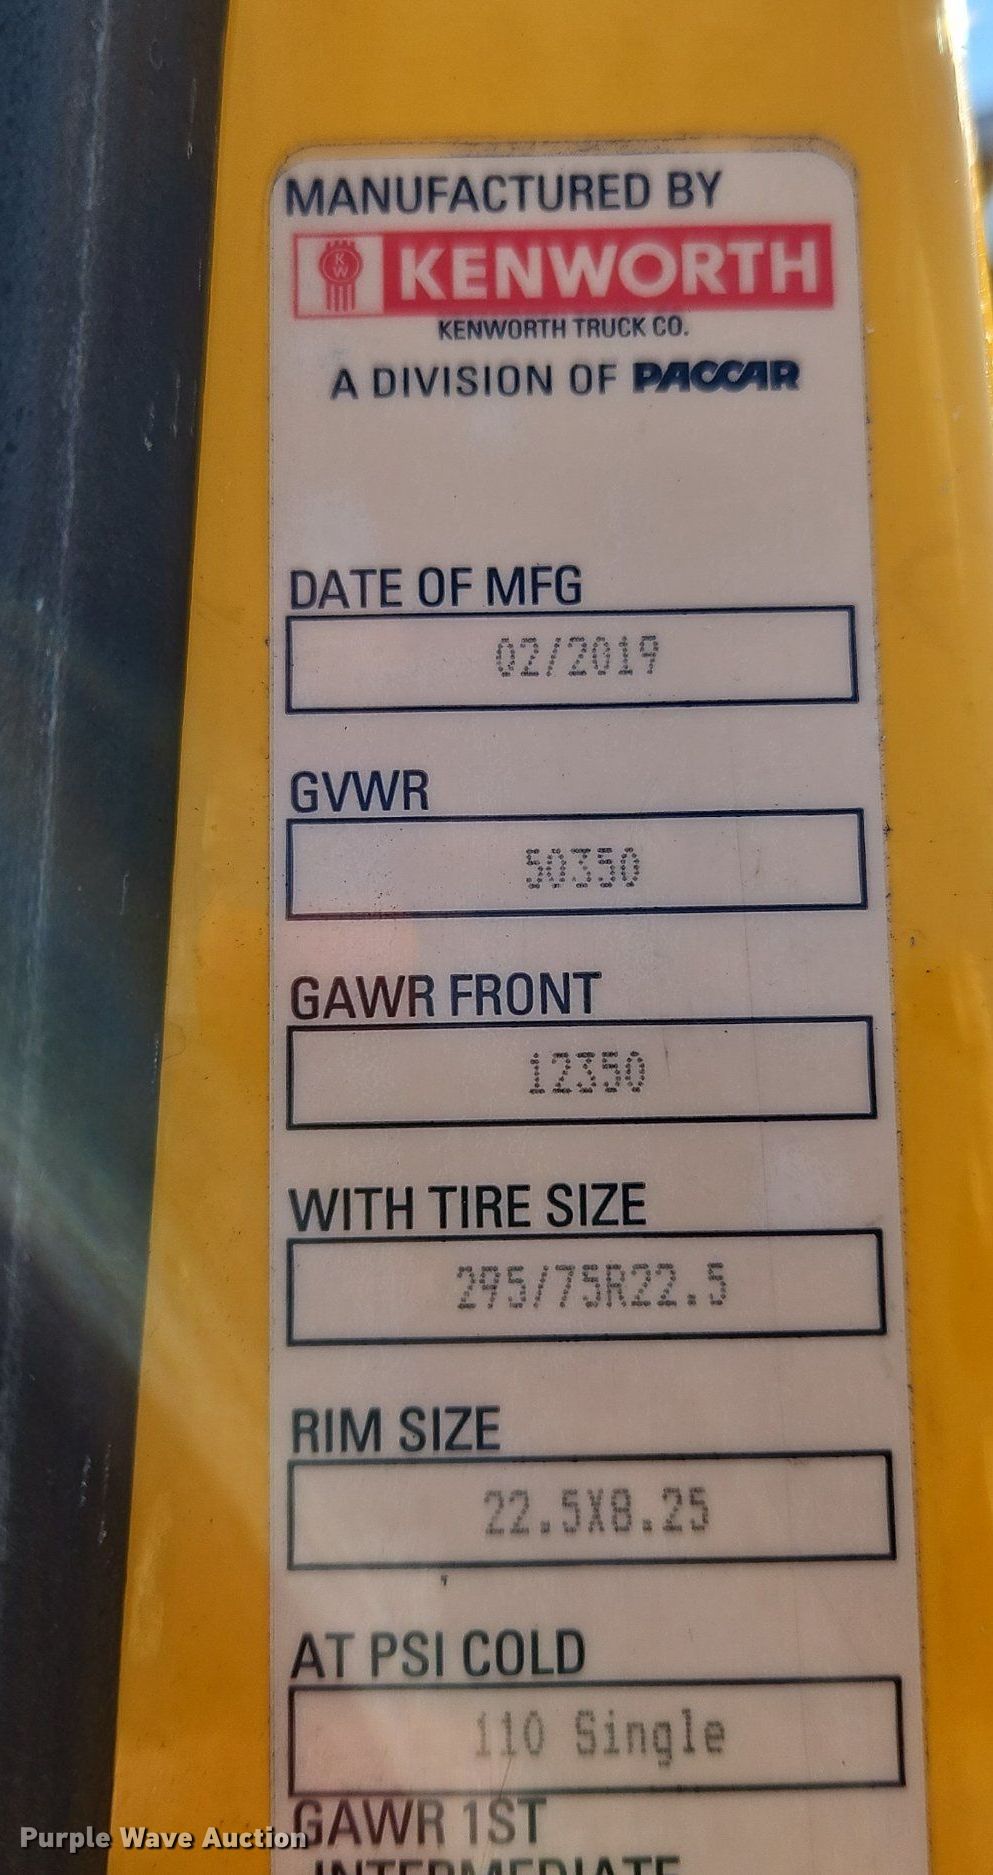 MANUFACTURED BY
KW
KENWORTH
KENWORTH TRUCK CO.
A DIVISION OF PACCAR
DATE OF MFG
02/2019
GVWR
50350
GAWR FRONT
12350
WITH TIRE SIZE
295/75R22.5
RIM SIZE
22.5X8.25
AT PSI COLD
110 Single
GAWR 1ST
INTERMEDIATE
Purple Wave Auction